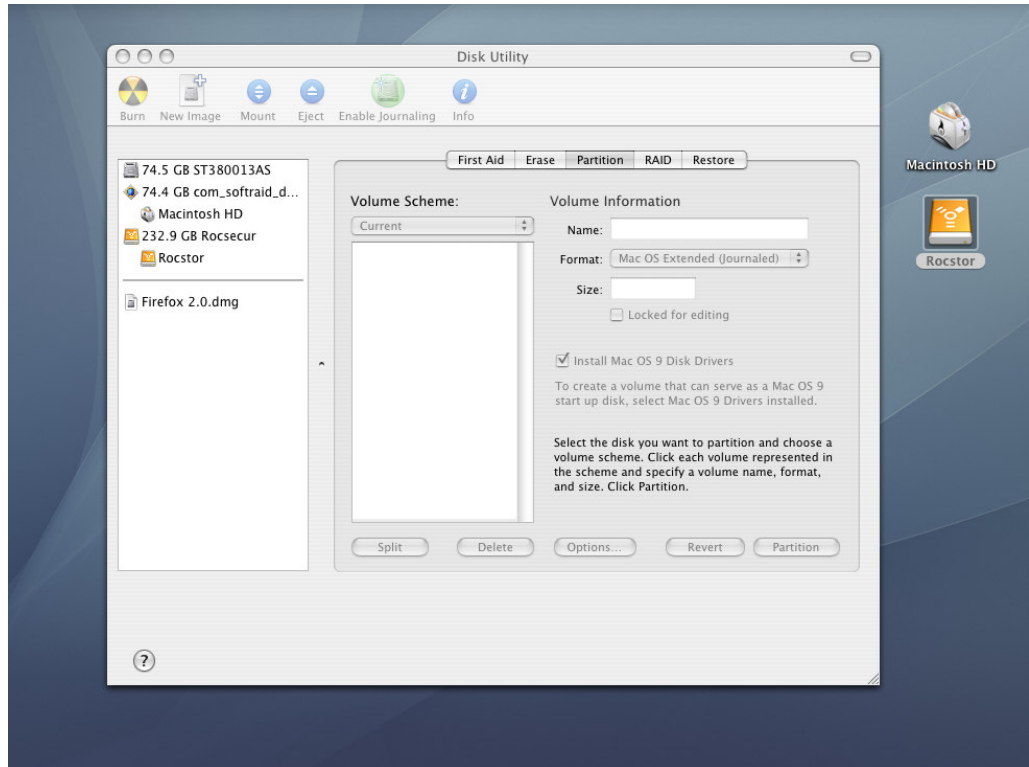 Disk Utility
Burn New Image Mount Eject Enable Journaling Info
First Aid Erase Partition RAID Restore
74.5 GB ST380013AS
74.4 GB com_softraid_d...
Macintosh HD
232.9 GB Rocsecur
Rocstor
Firefox 2.0.dmg
Volume Scheme:
Current
Volume Information
Name:
Format: Mac OS Extended (Journaled)
Size:
Locked for editing
Install Mac OS 9 Disk Drivers
To create a volume that can serve as a Mac OS 9
start up disk, select Mac OS 9 Drivers installed.
Select the disk you want to partition and choose a
volume scheme. Click each volume represented in
the scheme and specify a volume name, format,
and size. Click Partition.
Split Delete Options... Revert Partition
?
Macintosh HD
Rocstor